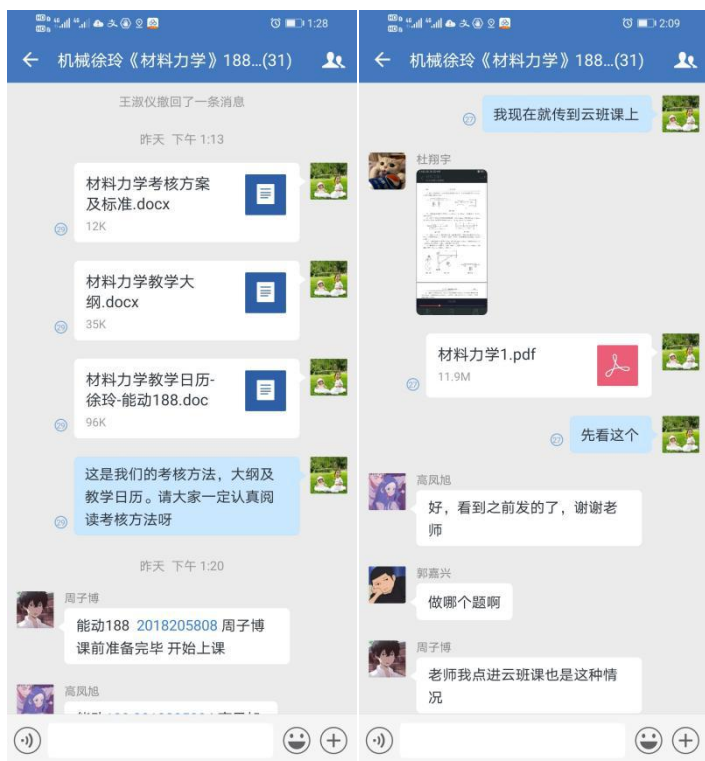 1:28
机械徐玲《材料力学》188...(31)
王淑仪撤回了一条消息
昨天 下午 1:13
材料力学考核方案
及标准.docx
12K
29
材料力学教学大
纲.docx
35K
29
材料力学教学日历-
徐玲-能动188.doc
96K
29
这是我们的考核方法，大纲及
教学日历。请大家一定认真阅
读考核方法呀
29
昨天 下午 1:20
周子博
能动188 2018205808 周子博
课前准备完毕 开始上课
高凤旭
2:09
机械徐玲《材料力学》188...(31)
我现在就传到云班课上
27
杜翔宇
材料力学1.pdf
11.9M
27
先看这个
27
高凤旭
好，看到之前发的了，谢谢老
师
郭嘉兴
做哪个题啊
周子博
老师我点进云班课也是这种情
况